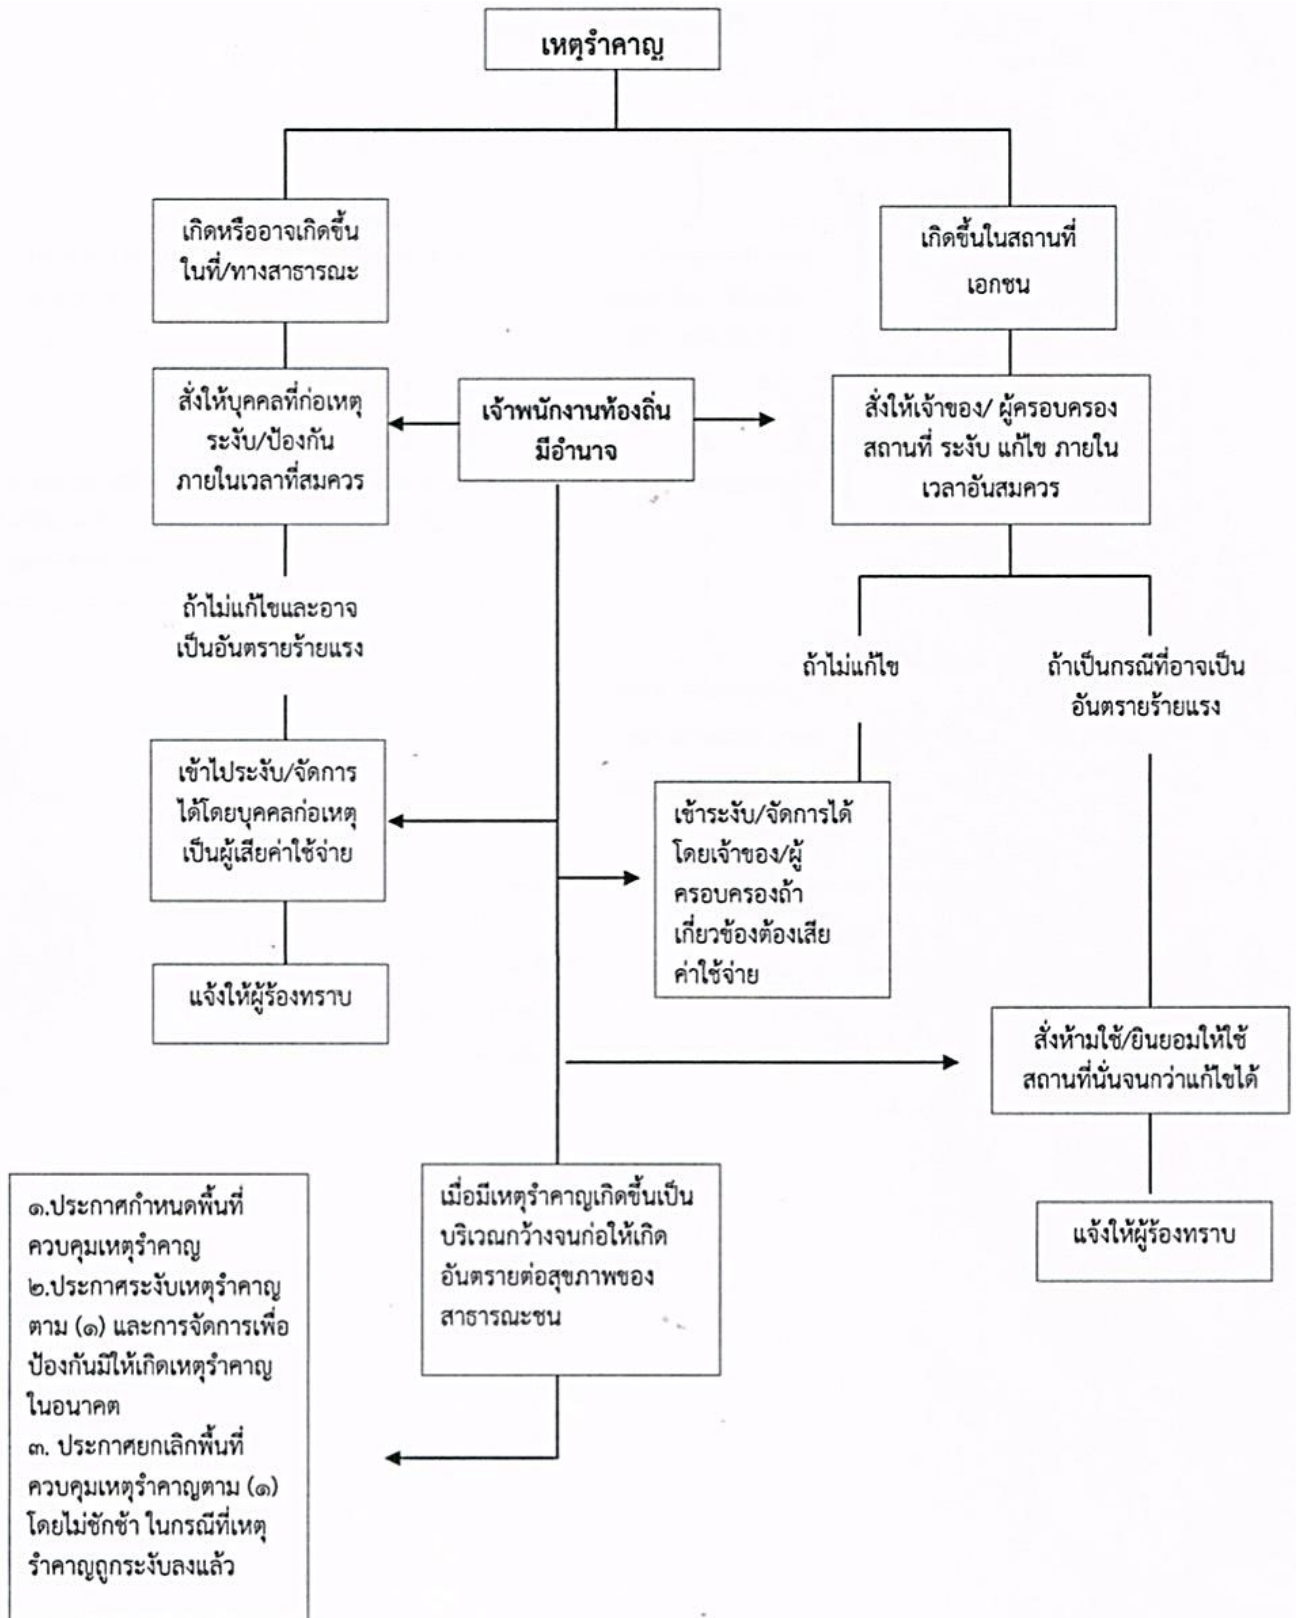 เหตุรำคาญ
เกิดหรืออาจเกิดขึ้น
ในที่/ทางสาธารณะ
เกิดขึ้นในสถานที่
เอกชน
สั่งให้บุคคลที่ก่อเหตุ
ระงับ/ป้องกัน
ภายในเวลาที่สมควร
เจ้าพนักงานท้องถิ่น
มีอำนาจ
สั่งให้เจ้าของ/ ผู้ครอบครอง
สถานที่ ระงับ แก้ไข ภายใน
เวลาอันสมควร
ถ้าไม่แก้ไขและอาจ
เป็นอันตรายร้ายแรง
ถ้าไม่แก้ไข
ถ้าเป็นกรณีที่อาจเป็น
อันตรายร้ายแรง
เข้าไประงับ/จัดการ
ได้โดยบุคคลก่อเหตุ
เป็นผู้เสียค่าใช้จ่าย
เข้าระงับ/จัดการได้
โดยเจ้าของ/ผู้
ครอบครองถ้า
เกี่ยวข้องต้องเสีย
ค่าใช้จ่าย
แจ้งให้ผู้ร้องทราบ
สั่งห้ามใช้/ยินยอมให้ใช้
สถานที่นั่นจนกว่าแก้ไขได้
แจ้งให้ผู้ร้องทราบ
เมื่อมีเหตุรำคาญเกิดขึ้นเป็น
บริเวณกว้างจนก่อให้เกิด
อันตรายต่อสุขภาพของ
สาธารณะชน
๑.ประกาศกำหนดพื้นที่
ควบคุมเหตุรำคาญ
๒.ประกาศระงับเหตุรำคาญ
ตาม (๑) และการจัดการเพื่อ
ป้องกันมิให้เกิดเหตุรำคาญ
ในอนาคต
๓. ประกาศยกเลิกพื้นที่
ควบคุมเหตุรำคาญตาม (๑)
โดยไม่ชักช้า ในกรณีที่เหตุ
รำคาญถูกระงับลงแล้ว